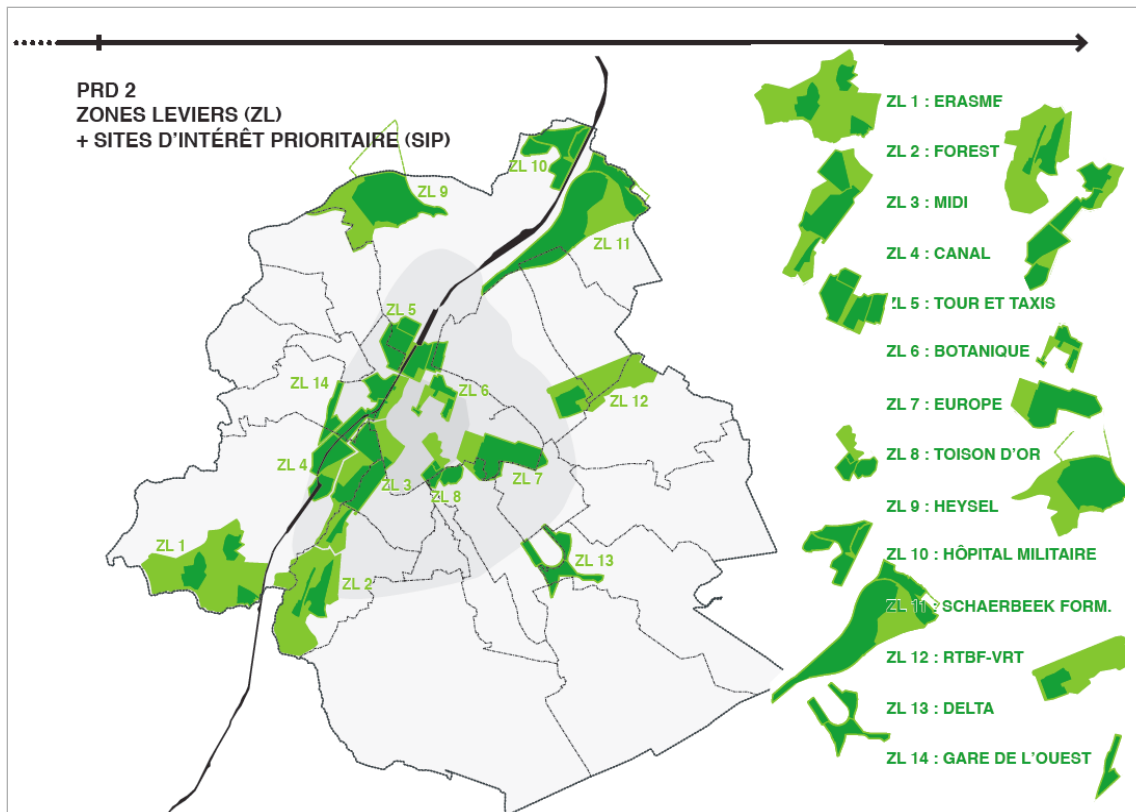 PRD 2
ZONES LEVIERS (ZL)
+ SITES D'INTÉRÊT PRIORITAIRE (SIP)
ZL 10
ZL 9
ZL 11
ZL 5
ZL 14
ZL 6
ZL 12
ZL 4
ZL 3
ZL 8
ZL 7
ZL 1
ZL 2
ZL 13
ZL 1 : ERASMF
ZL 2 : FOREST
ZL 3 : MIDI
ZL 4 : CANAL
ZL 5 : TOUR ET TAXIS
ZL 6 : BOTANIQUE
ZL 7 : EUROPE
ZL 8 : TOISON D'OR
ZL 9 : HEYSEL
ZL 10 : HÔPITAL MILITAIRE
ZL 11 : SCHAERBEEK FORM.
ZL 12 : RTBF-VRT
ZL 13 : DELTA
ZL 14 : GARE DE L'OUEST